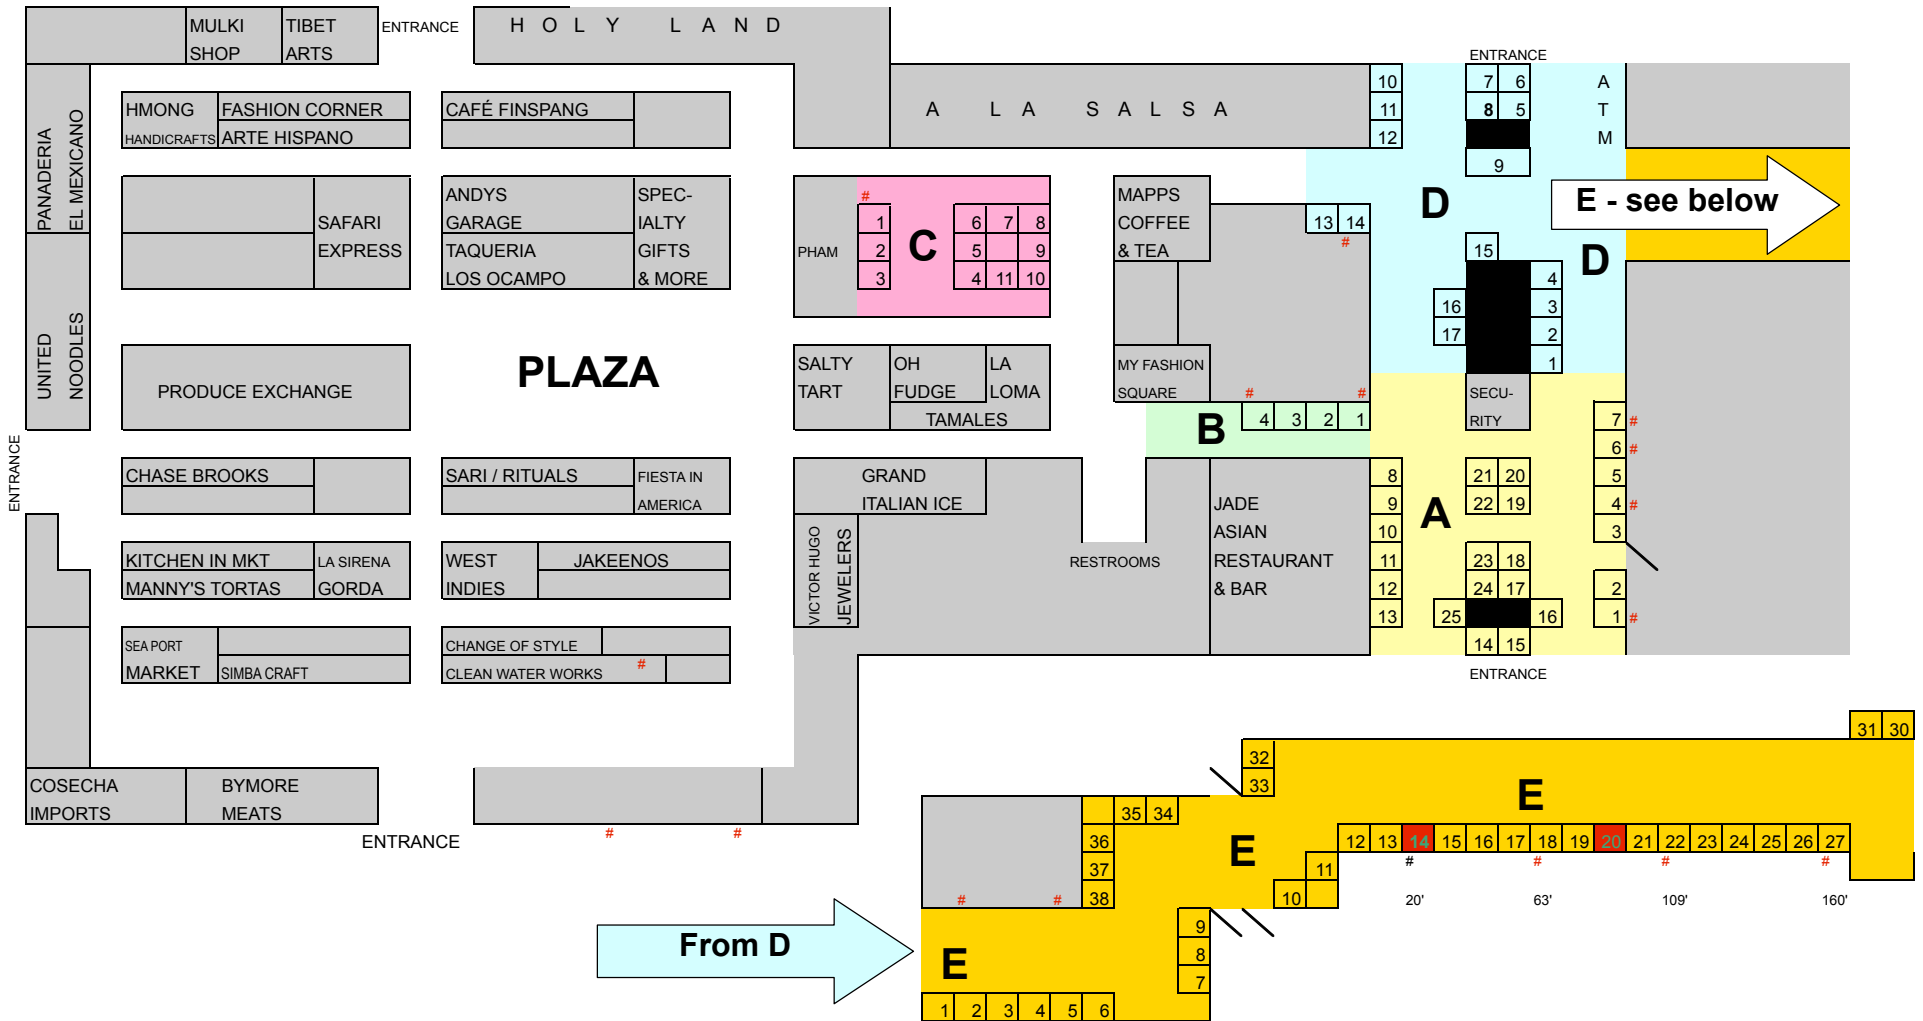 MULKI
SHOP
TIBET
ARTS
ENTRANCE
H O L Y L A N D
ENTRANCE
PANADERIA
EL MEXICANO
HMONG
HANDICRAFTS
FASHION CORNER
ARTE HISPANO
CAFÉ FINSPANG
A LA SALSA
10
11
12
7 6
8 5
9
A
T
M
SAFARI
EXPRESS
ANDYS
GARAGE
TAQUERIA
LOS OCAMPO
SPEC-
IALTY
GIFTS
& MORE
PHAM
#
1
2
3
C
6 7 8
5 9
4 11 10
MAPPS
COFFEE
& TEA
13 14
#
D
E - see below
D
15
16
17
4
3
2
1
UNITED
NOODLES
PRODUCE EXCHANGE
PLAZA
SALTY
TART
OH
FUDGE
LA
LOMA
TAMALES
MY FASHION
SQUARE
# #
B
4 3 2 1
SECU-
RITY
7 #
6 #
5
4 #
3
2
1 #
ENTRANCE
CHASE BROOKS
SARI / RITUALS
FIESTA IN
AMERICA
GRAND
ITALIAN ICE
VICTOR HUGO
JEWELERS
RESTROOMS
JADE
ASIAN
RESTAURANT
& BAR
8
9
10
11
12
13
A
21 20
22 19
23 18
24 17
25 16
14 15
ENTRANCE
KITCHEN IN MKT
MANNY'S TORTAS
LA SIRENA
GORDA
WEST
INDIES
JAKEENOS
SEA PORT
MARKET
SIMBA CRAFT
CHANGE OF STYLE
CLEAN WATER WORKS #
COSECHA
IMPORTS
BYMORE
MEATS
ENTRANCE
# #
31 30
32
33
E
35 34
36
37
38
# #
E
12 13 14 15 16 17 18 19 20 21 22 23 24 25 26 27
# # # #
20' 63' 109' 160'
11
10
From D
E
9
8
7
1 2 3 4 5 6